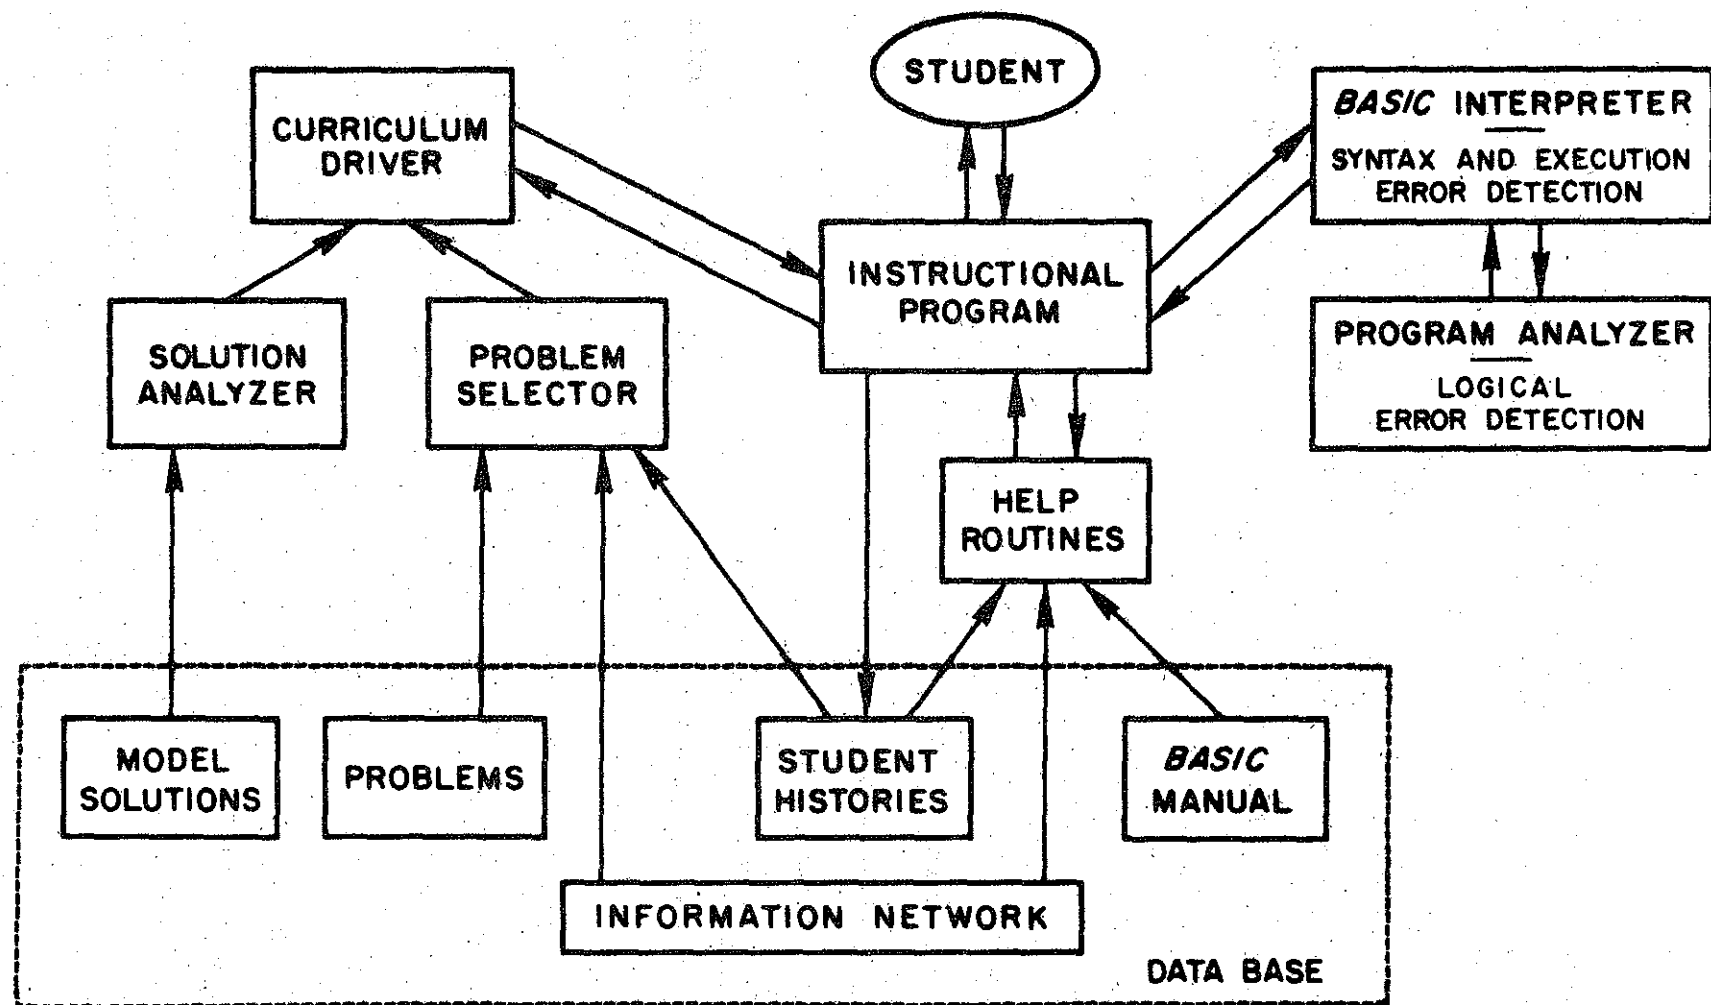 STUDENT
CURRICULUM
DRIVER
BASIC INTERPRETER
SYNTAX AND EXECUTION
ERROR DETECTION
INSTRUCTIONAL
PROGRAM
SOLUTION
ANALYZER
PROBLEM
SELECTOR
PROGRAM ANALYZER
LOGICAL
ERROR DETECTION
HELP
ROUTINES
MODEL
SOLUTIONS
PROBLEMS
STUDENT
HISTORIES
BASIC
MANUAL
INFORMATION NETWORK
DATA BASE